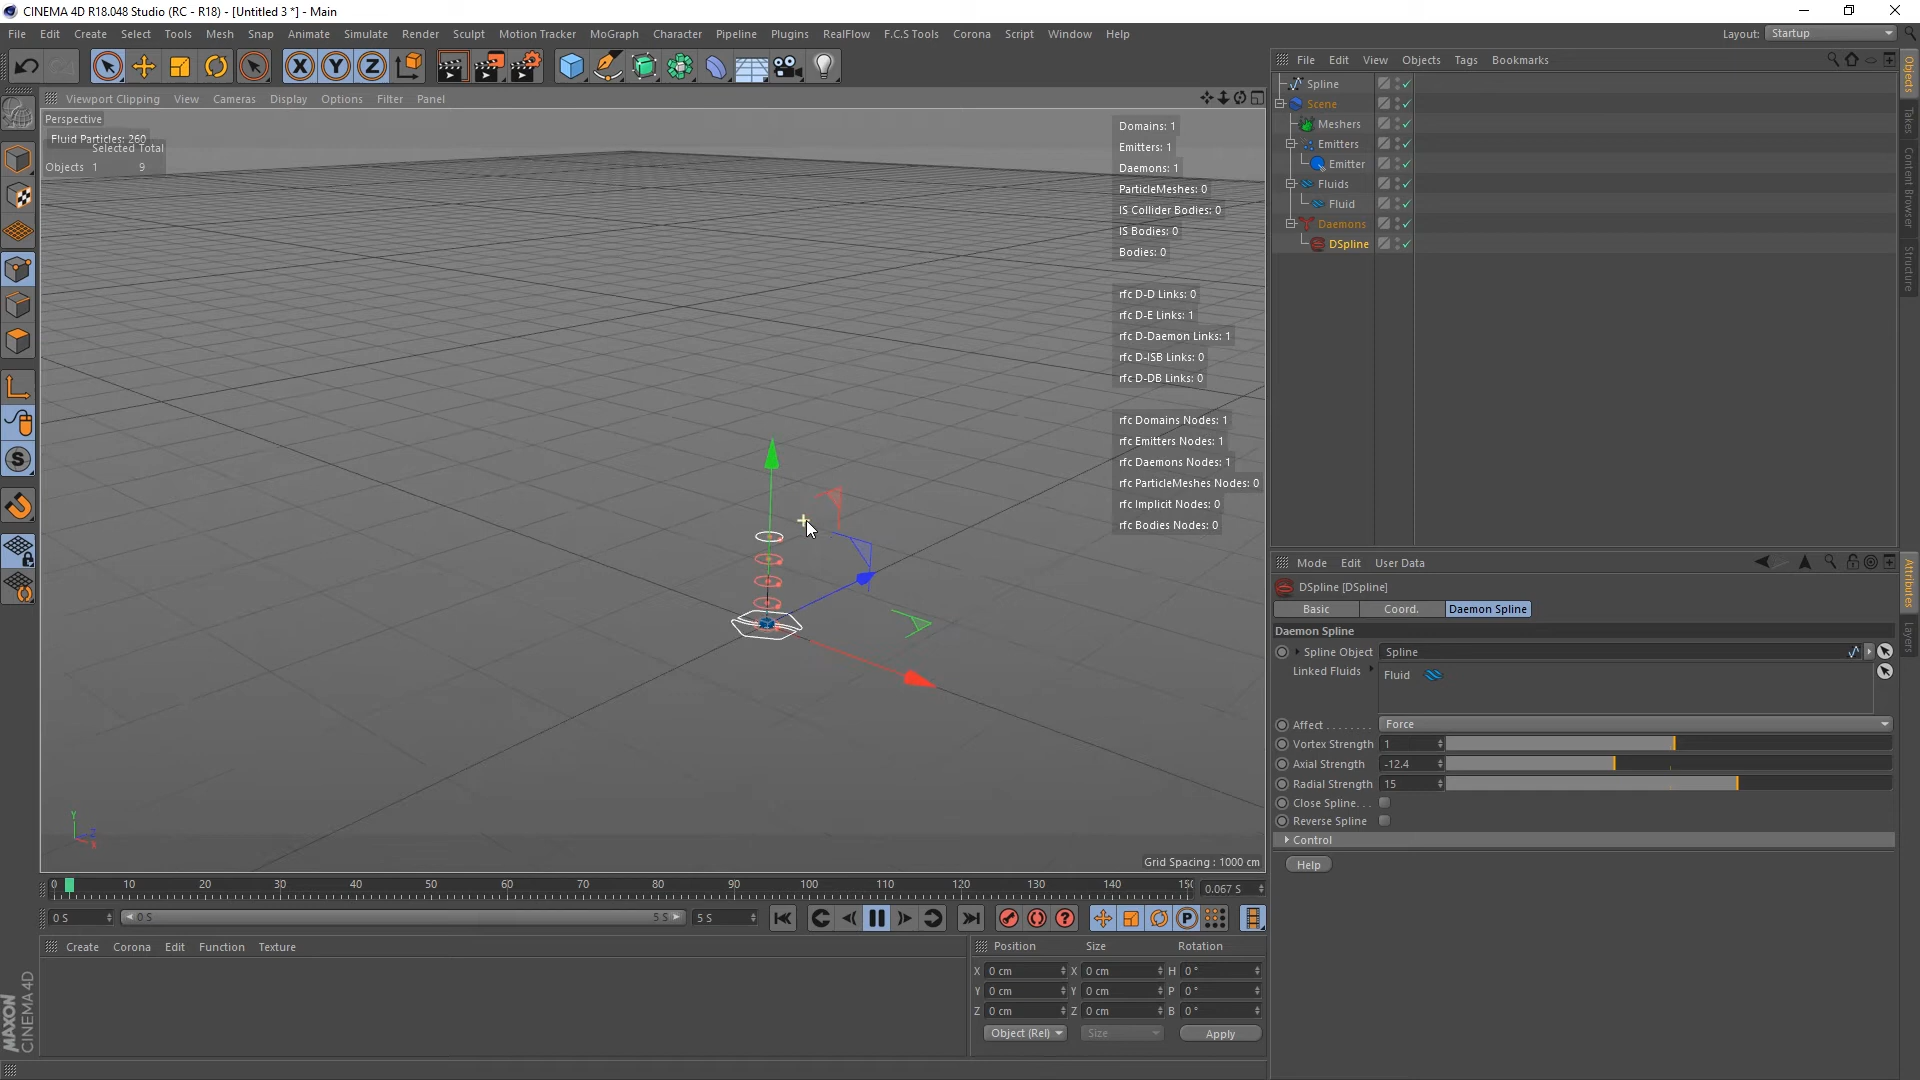 CINEMA 4D R18.048 Studio (RC - R18) - [Untitled 3 *] - Main
File Edit Create Select Tools Mesh Snap Animate Simulate Render Sculpt Motion Tracker MoGraph Character Pipeline Plugins RealFlow F.C.S Tools Corona Script Window Help
Layout: Startup
X Y Z
Viewport Clipping View Cameras Display Options Filter Panel
Perspective
Fluid Particles: 260
Selected Total
Objects 1 9
Domains: 1
Emitters: 1
Daemons: 1
ParticleMeshes: 0
IS Collider Bodies: 0
IS Bodies: 0
Bodies: 0
rfc D-D Links: 0
rfc D-E Links: 1
rfc D-Daemon Links: 1
rfc D-ISB Links: 0
rfc D-DB Links: 0
rfc Domains Nodes: 1
rfc Emitters Nodes: 1
rfc Daemons Nodes: 1
rfc ParticleMeshes Nodes: 0
rfc Implicit Nodes: 0
rfc Bodies Nodes: 0
Y
Z
X
Grid Spacing : 1000 cm
S
0 10 20 30 40 50 60 70 80 90 100 110 120 130 140 15
0.067 S
0 S 0 S 5 S 5 S
? P
Create Corona Edit Function Texture
Position Size Rotation
X 0 cm X 0 cm H 0 °
Y 0 cm Y 0 cm P 0 °
Z 0 cm Z 0 cm B 0 °
Object (Rel) Size Apply
MAXON
CINEMA 4D
File Edit View Objects Tags Bookmarks
Spline
Scene
Meshers
Emitters
Emitter
Fluids
Fluid
Daemons
DSpline
Objects
Takes
Content Browser
Structure
Mode Edit User Data
DSpline [DSpline]
Basic Coord. Daemon Spline
Daemon Spline
Spline Object Spline
Linked Fluids Fluid
Affect . . . . . . . . Force
Vortex Strength 1
Axial Strength -12.4
Radial Strength 15
Close Spline. . .
Reverse Spline
Control
Help
Attributes
Layers